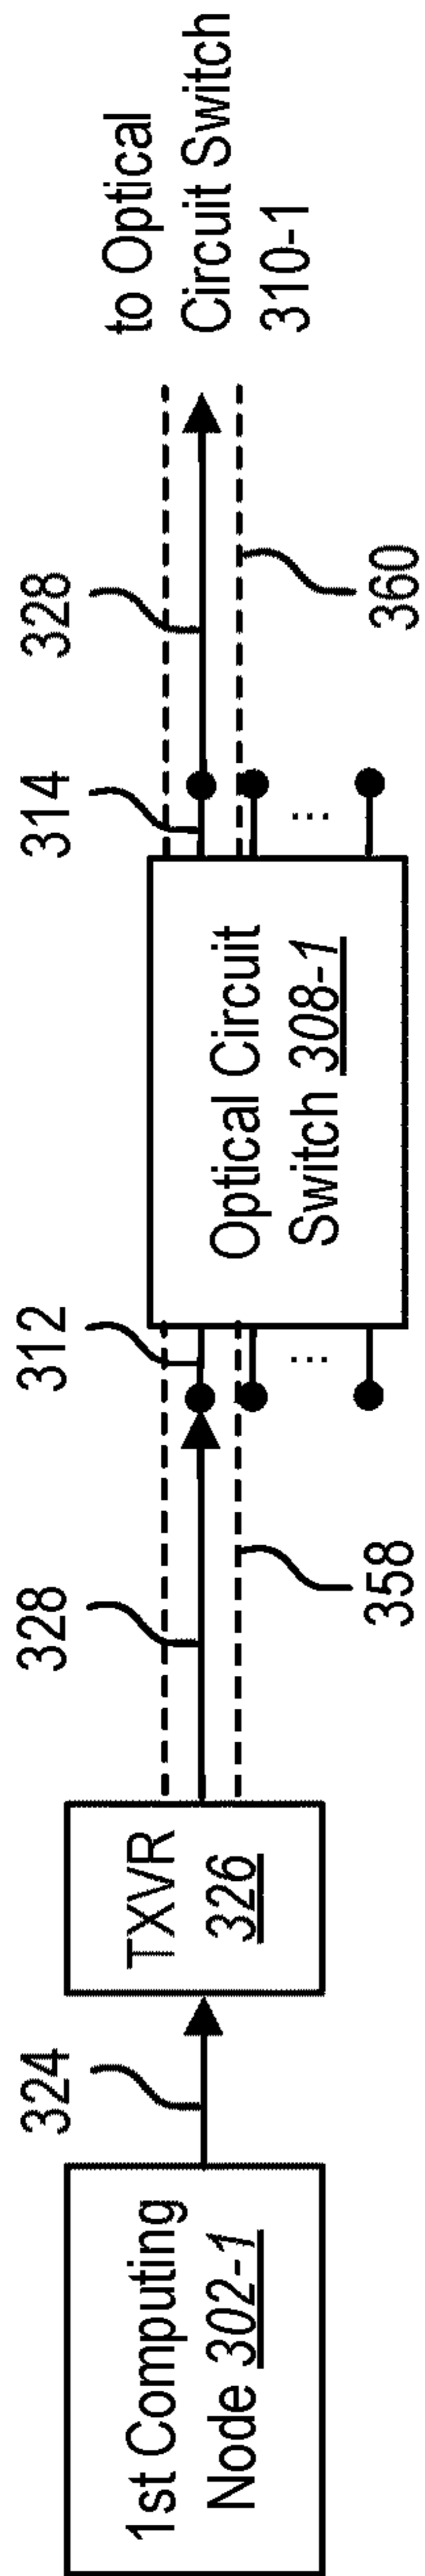 1st Computing
Node 302-1
324
TXVR
326
328
358
312
Optical Circuit
Switch 308-1
314
328
360
to Optical
Circuit Switch
310-1